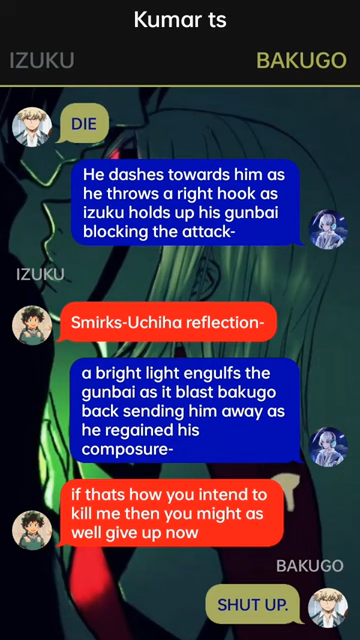 Kumar ts
IZUKU
BAKUGO
DIE
He dashes towards him as
he throws a right hook as
izuku holds up his gunbai
blocking the attack-
IZUKU
Smirks-Uchiha reflection-
a bright light engulfs the
gunbai as it blast bakugo
back sending him away as
he regained his
composure-
if thats how you intend to
kill me then you might as
well give up now
BAKUGO
SHUT UP.